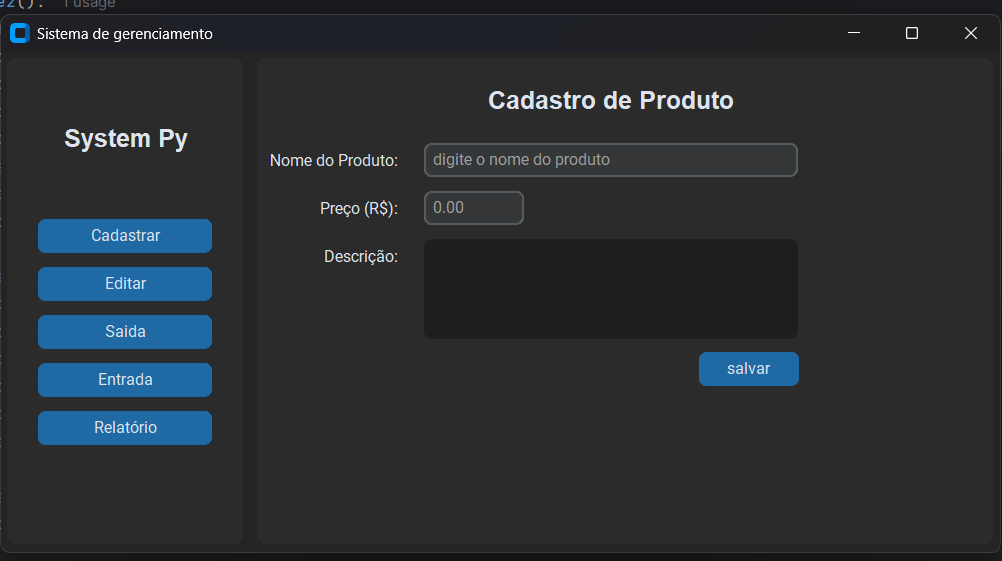 ez(): 1 usage
Sistema de gerenciamento
System Py
Cadastrar
Editar
Saida
Entrada
Relatório
Cadastro de Produto
Nome do Produto: digite o nome do produto
Preço (R$): 0.00
Descrição:
salvar